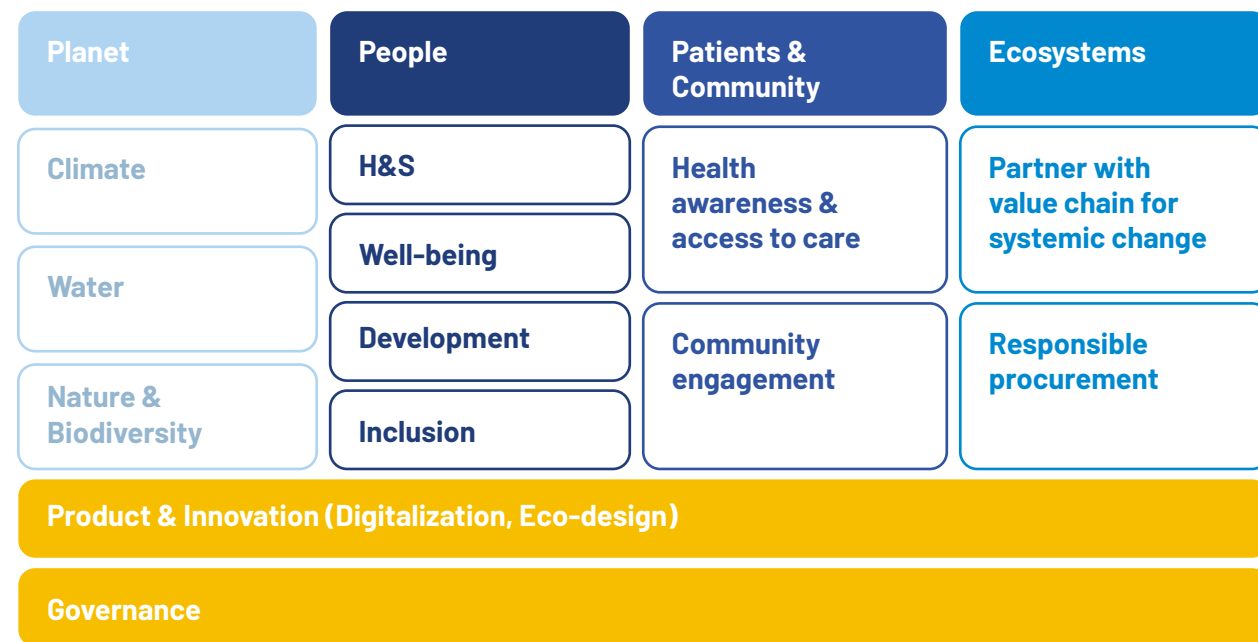 Planet
Climate
Water
Nature &
Biodiversity
People
H&S
Well-being
Development
Inclusion
Patients &
Community
Health
awareness &
access to care
Community
engagement
Ecosystems
Partner with
value chain for
systemic change
Responsible
procurement
Product & Innovation (Digitalization, Eco-design)
Governance